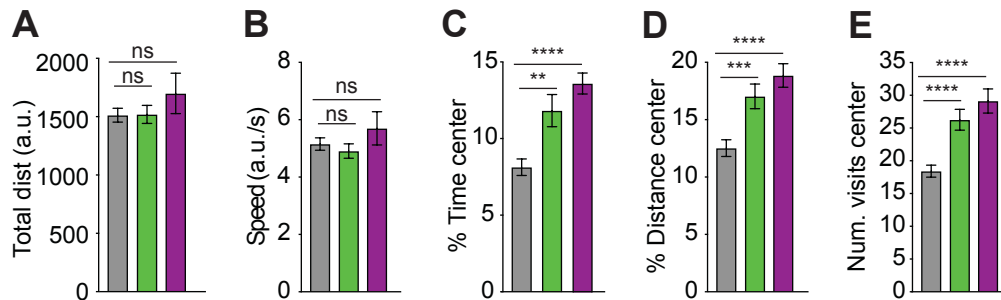 A
Total dist (a.u.)
2000
1500
1000
500
0
ns
ns
B
Speed (a.u./s)
8
6
4
2
0
ns
ns
C
% Time center
15
10
5
0
****
**
D
% Distance center
20
15
10
5
0
****
***
E
Num. visits center
35
30
25
20
15
10
5
0
****
****